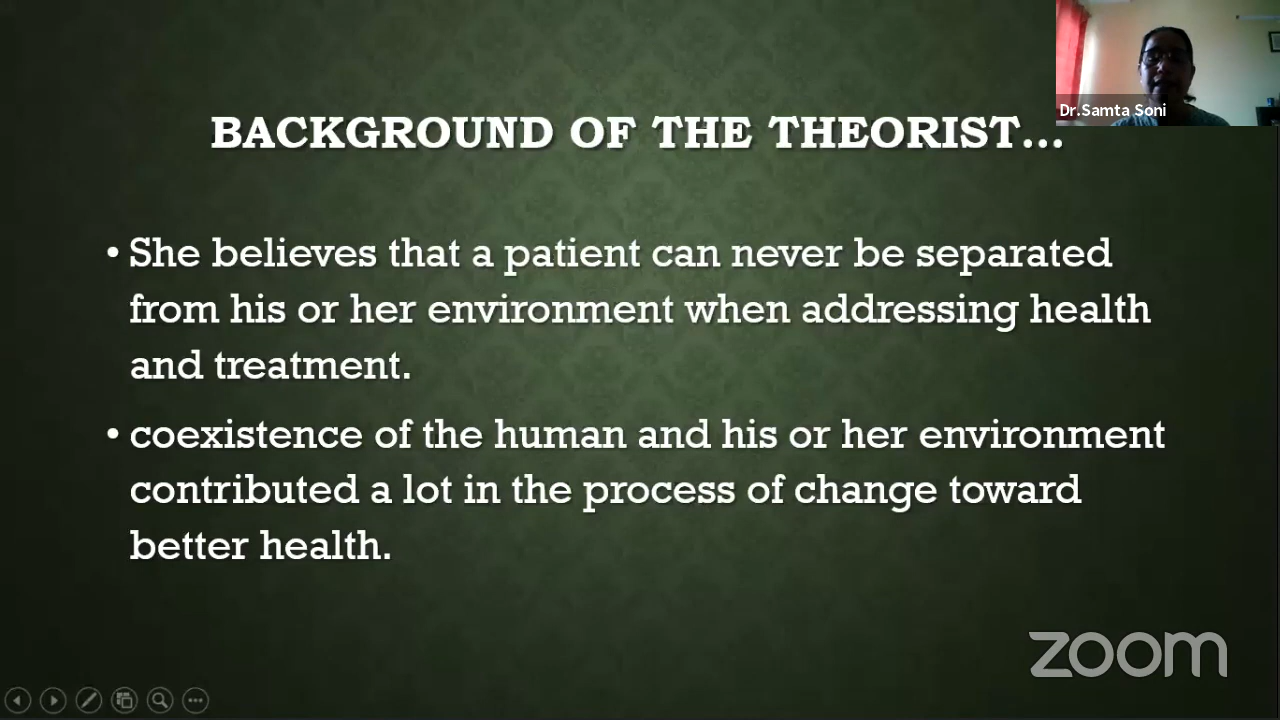 Dr.Samta Soni
BACKGROUND OF THE THEORIST...
• She believes that a patient can never be separated
from his or her environment when addressing health
and treatment.
• coexistence of the human and his or her environment
contributed a lot in the process of change toward
better health.
zoom